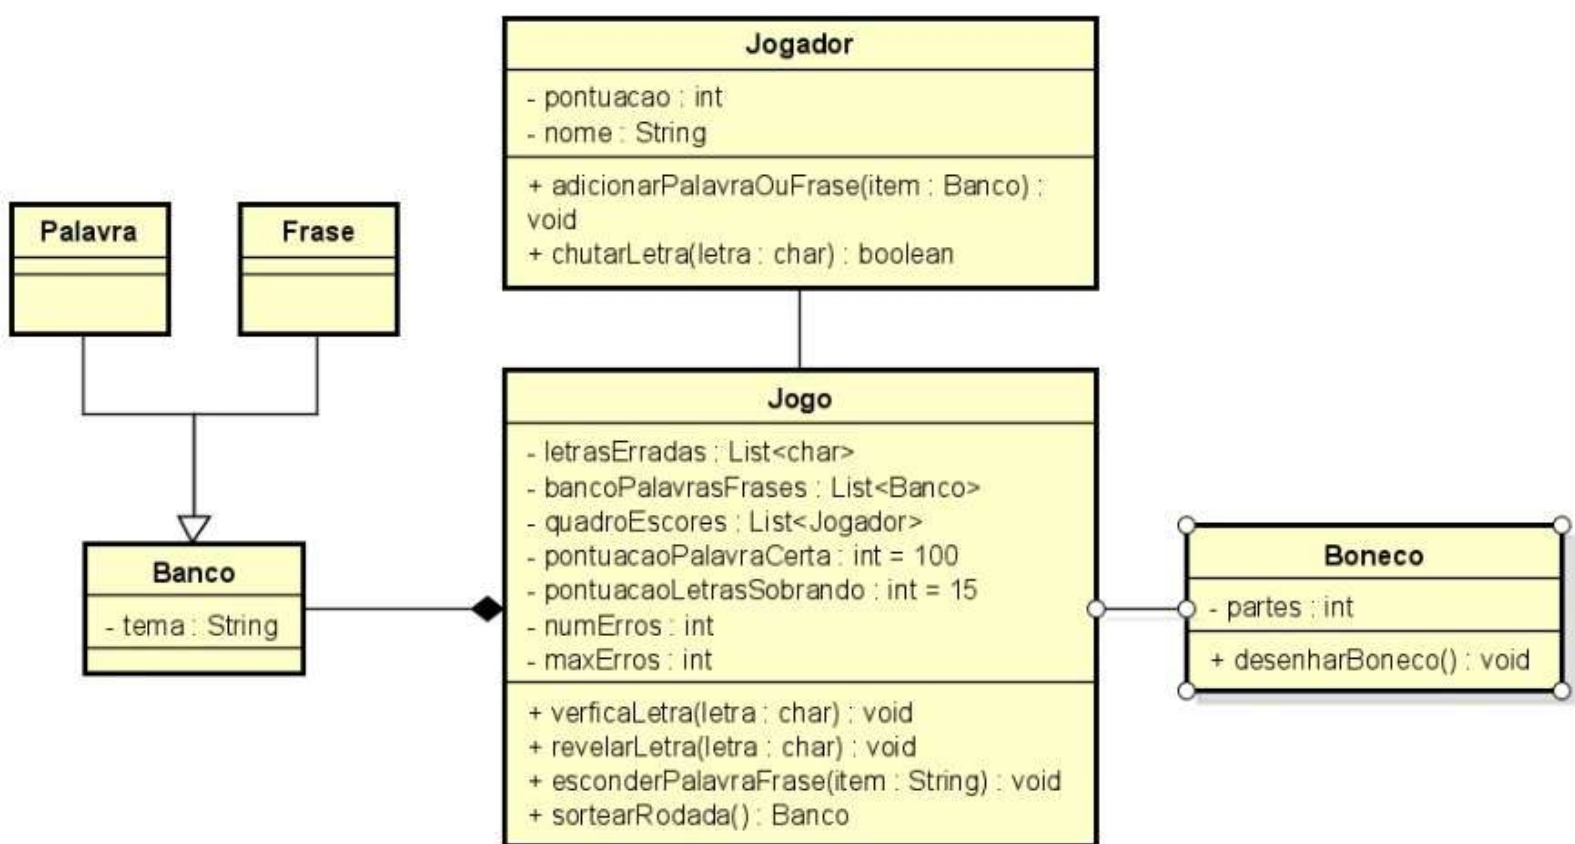 Jogador
- pontuacao : int
- nome : String
+ adicionarPalavraOuFrase(item : Banco) :
void
+ chutarLetra(letra : char) : boolean
Palavra
Frase
Jogo
- letrasErradas : List<char>
- bancoPalavrasFrases : List<Banco>
- quadroEscores : List<Jogador>
- pontuacaoPalavraCerta : int = 100
- pontuacaoLetrasSobrando : int = 15
- numErros : int
- maxErros : int
+ verficaLetra(letra : char) : void
+ revelarLetra(letra : char) : void
+ esconderPalavraFrase(item : String) : void
+ sortearRodada() : Banco
Banco
- tema : String
Boneco
- partes : int
+ desenharBoneco() : void